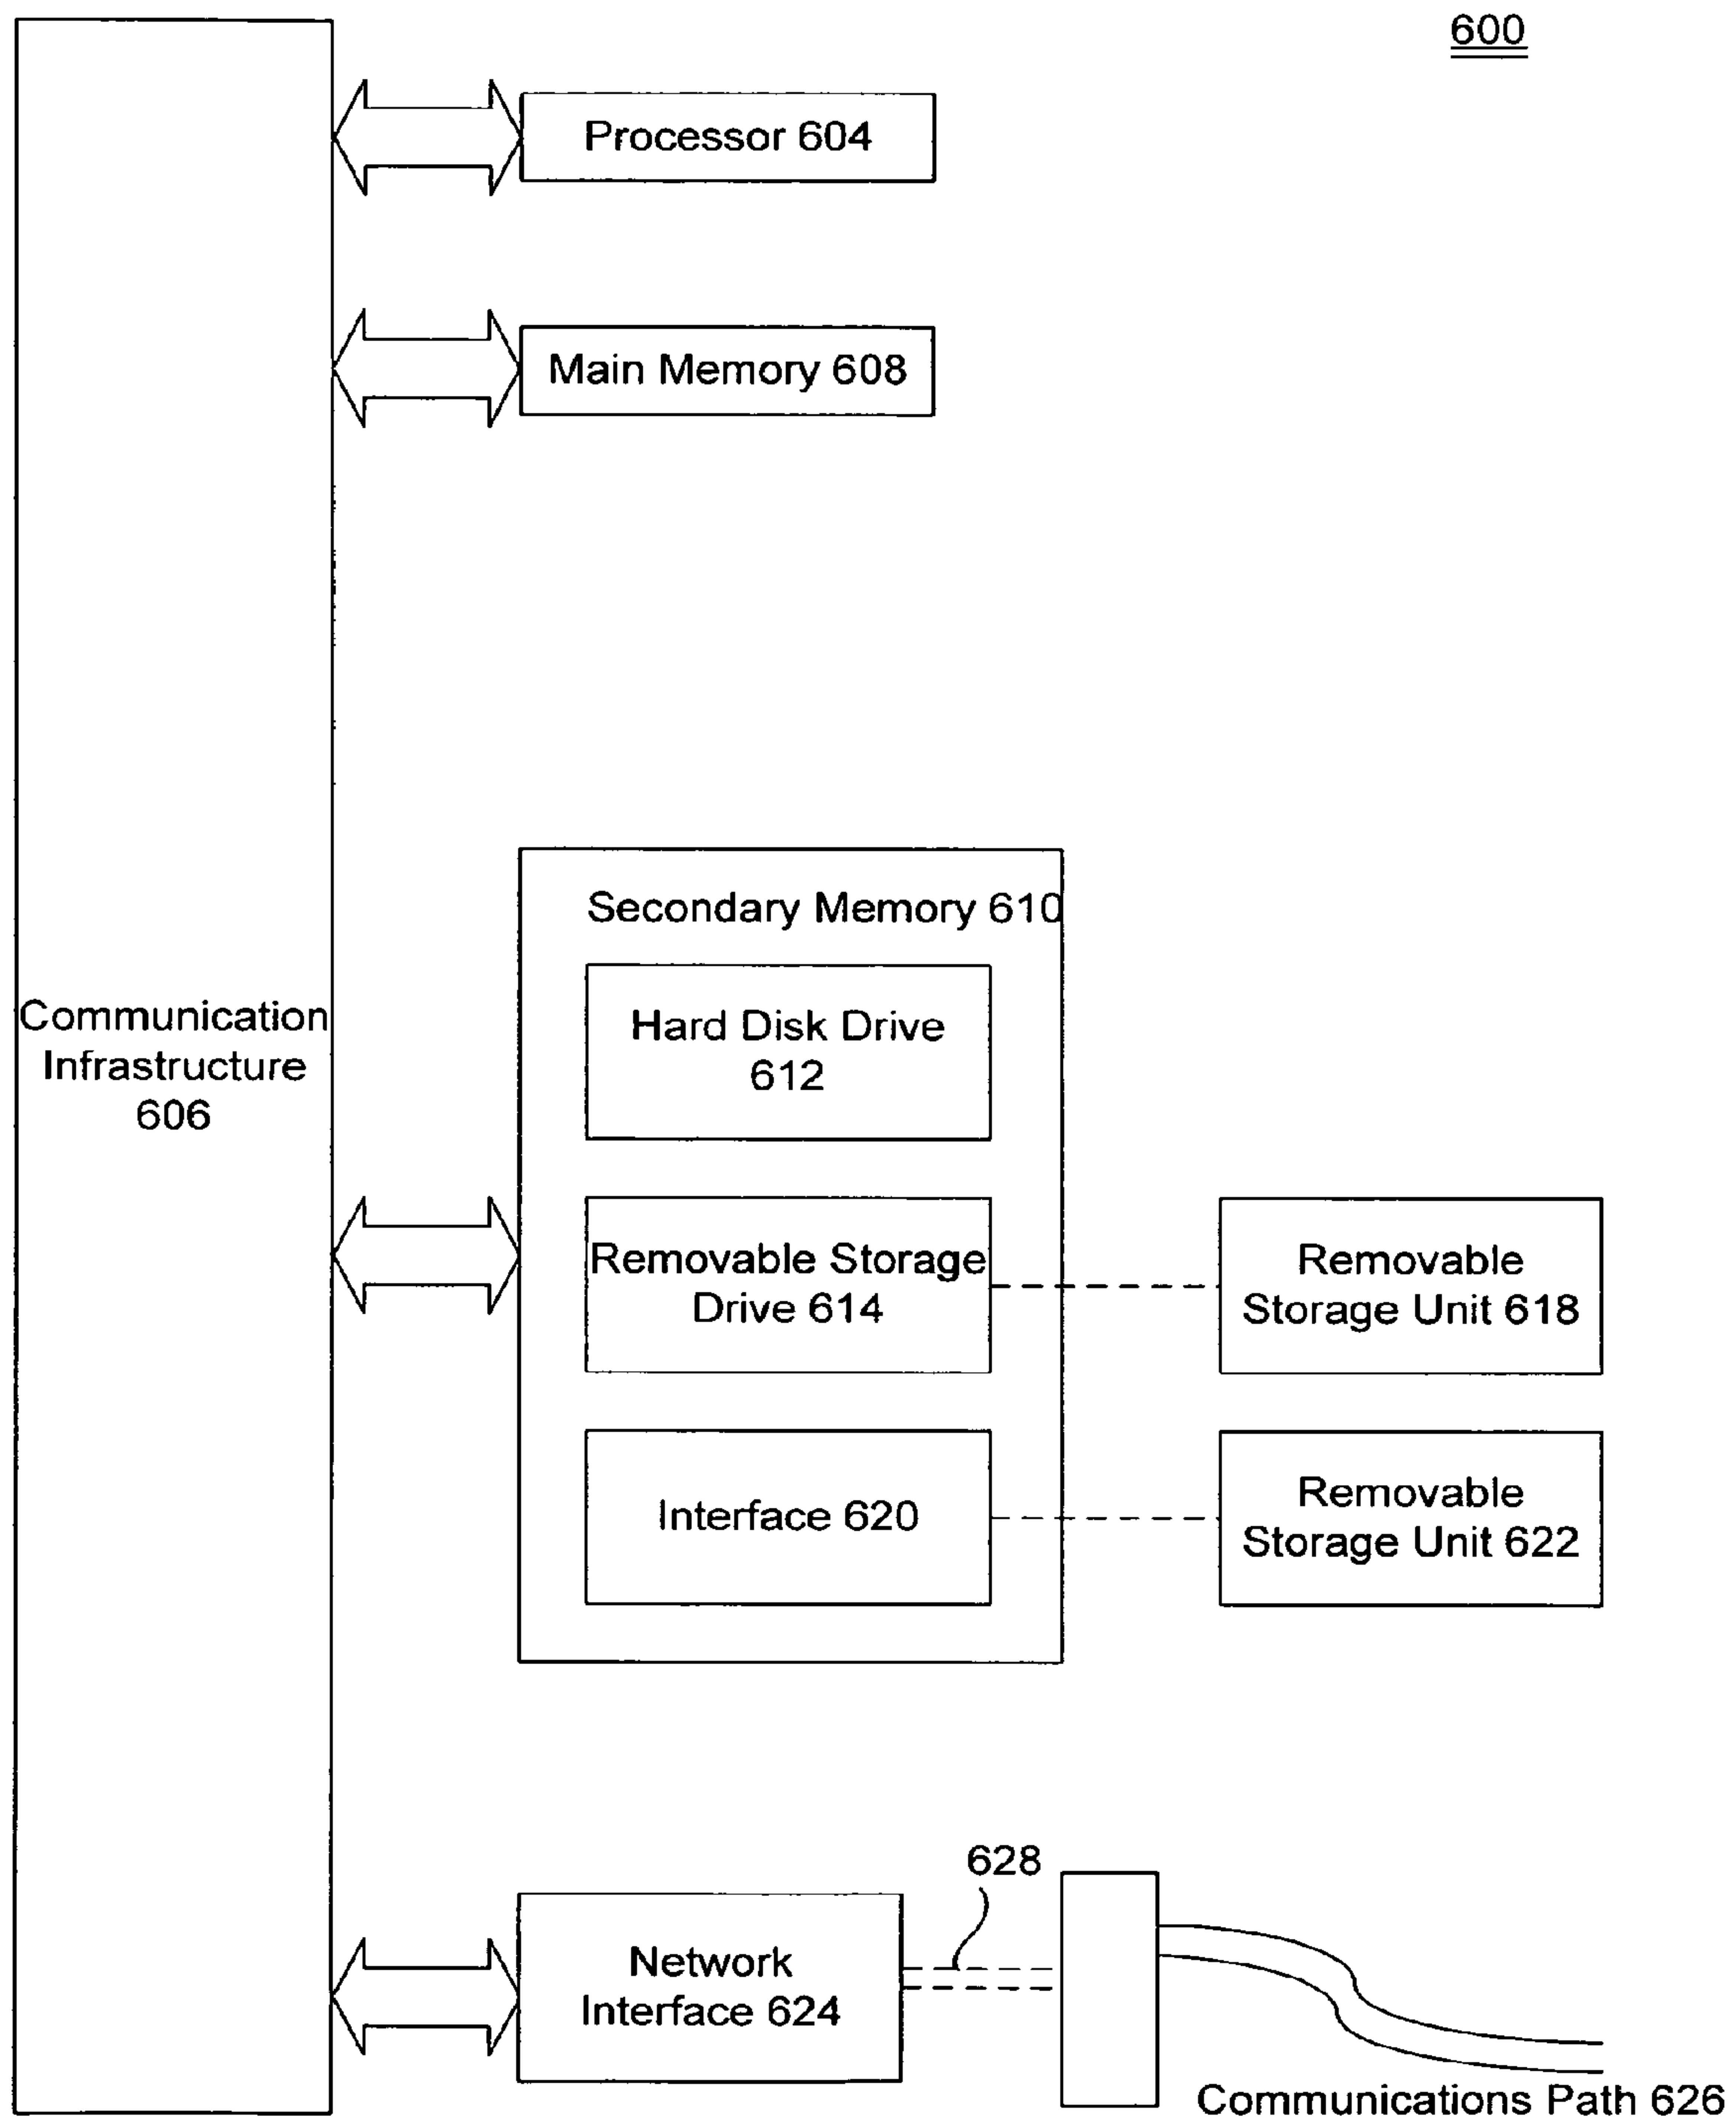 600
Processor 604
Main Memory 608
Secondary Memory 610
Hard Disk Drive
612
Communication
Infrastructure
606
Removable Storage
Drive 614
Removable
Storage Unit 618
Interface 620
Removable
Storage Unit 622
628
Network
Interface 624
Communications Path 626